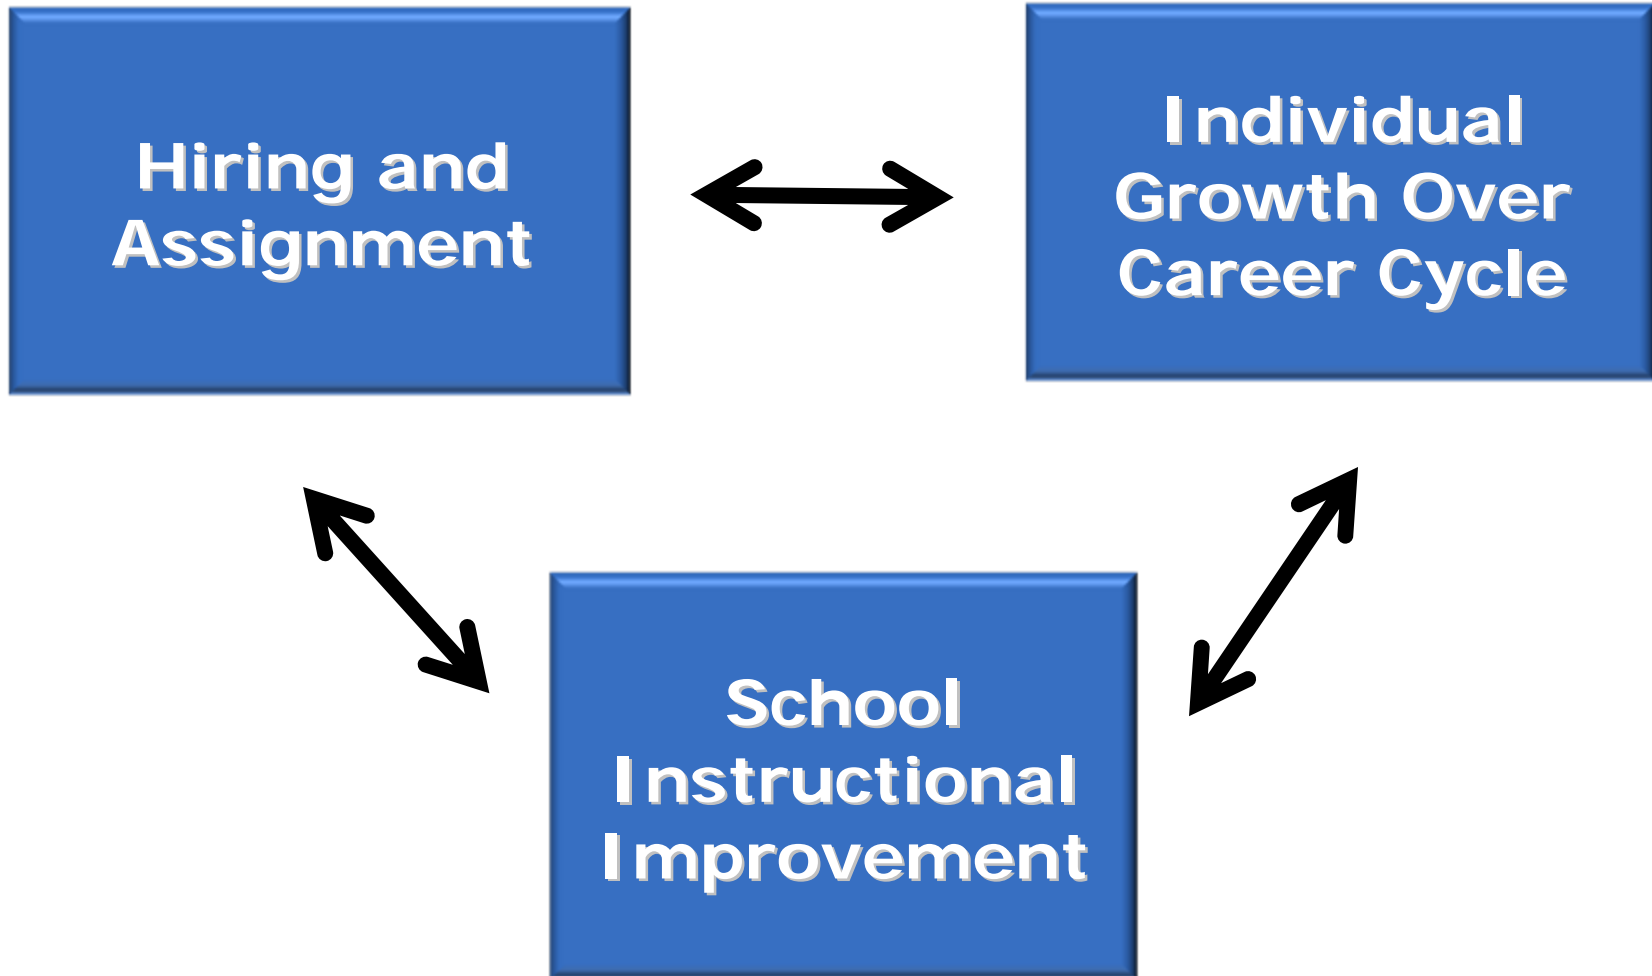 Hiring and
Assignment
Individual
Growth Over
Career Cycle
School
Instructional
Improvement